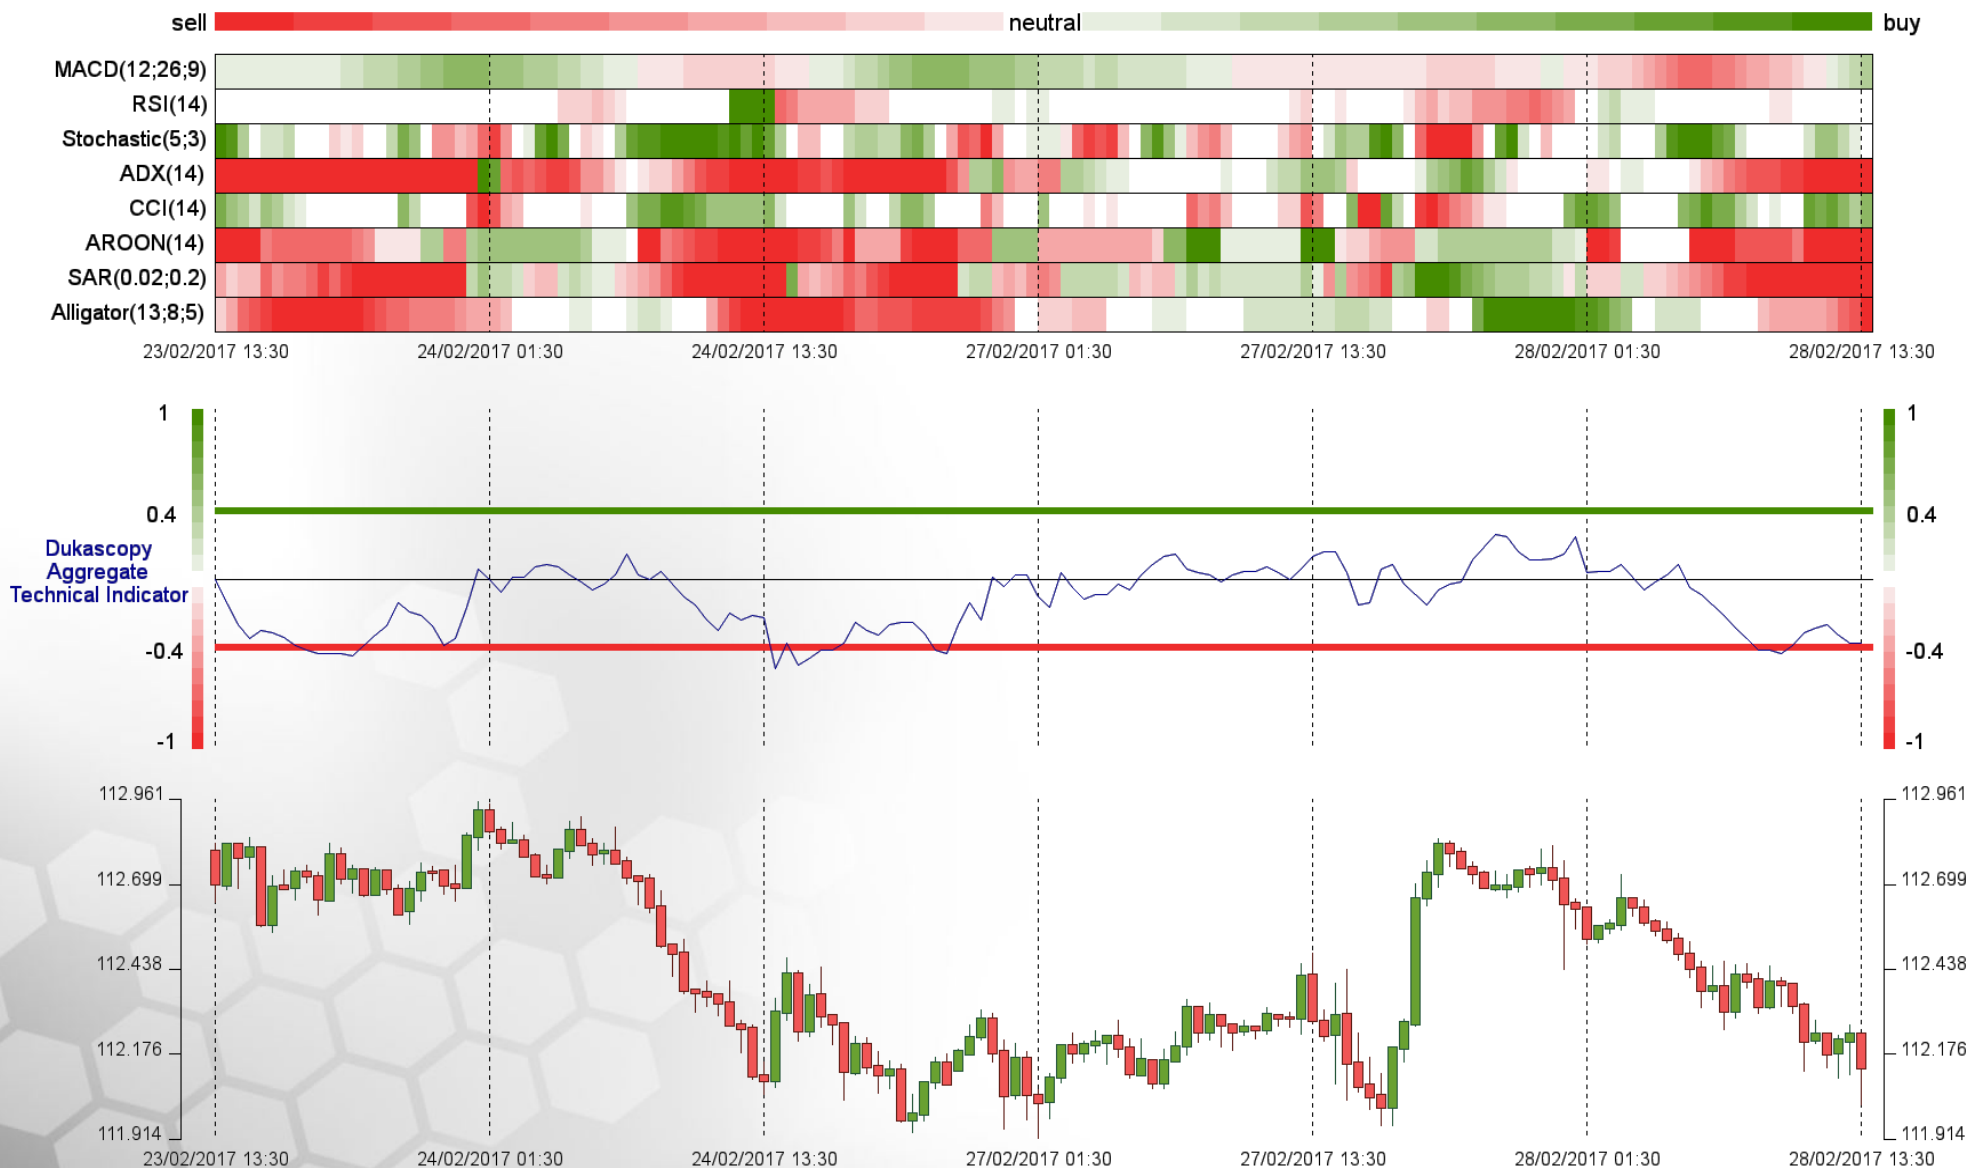 sell neutral buy
MACD(12;26;9)
RSI(14)
Stochastic(5;3)
ADX(14)
CCI(14)
AROON(14)
SAR(0.02;0.2)
Alligator(13;8;5)
23/02/2017 13:30 24/02/2017 01:30 24/02/2017 13:30 27/02/2017 01:30 27/02/2017 13:30 28/02/2017 01:30 28/02/2017 13:30
1 1
0.4 0.4
Dukascopy
Aggregate
Technical Indicator
-0.4 -0.4
-1 -1
112.961 112.961
112.699 112.699
112.438 112.438
112.176 112.176
111.914 111.914
23/02/2017 13:30 24/02/2017 01:30 24/02/2017 13:30 27/02/2017 01:30 27/02/2017 13:30 28/02/2017 01:30 28/02/2017 13:30